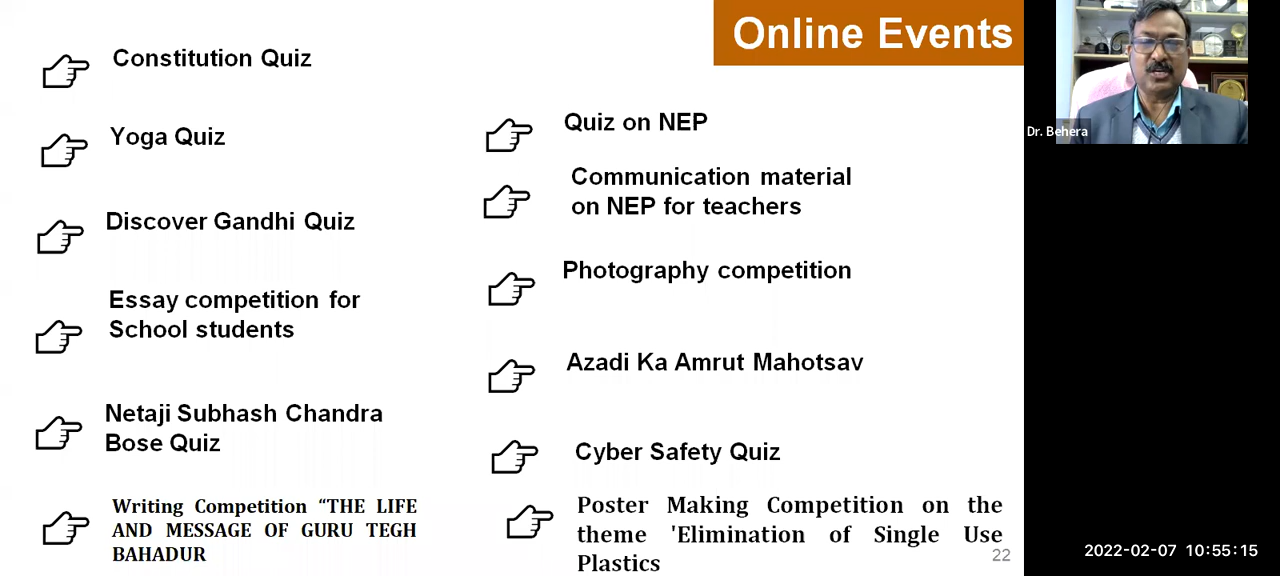 Online Events
Constitution Quiz
Yoga Quiz
Discover Gandhi Quiz
Essay competition for
School students
Netaji Subhash Chandra
Bose Quiz
Writing Competition “THE LIFE
AND MESSAGE OF GURU TEGH
BAHADUR
Quiz on NEP
Communication material
on NEP for teachers
Photography competition
Azadi Ka Amrut Mahotsav
Cyber Safety Quiz
Poster Making Competition on the
theme 'Elimination of Single Use
Plastics
22
Dr. Behera
2022-02-07 10:55:15